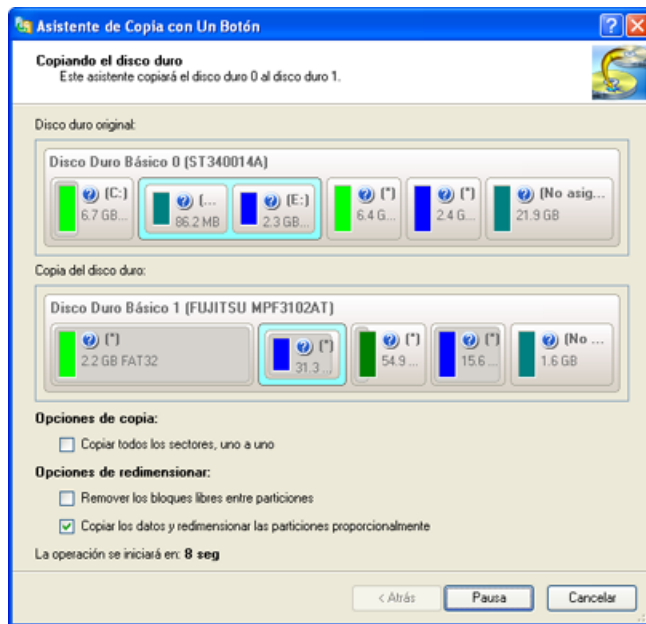 Asistente de Copia con Un Botón
Copiando el disco duro
Este asistente copiará el disco duro 0 al disco duro 1.
Disco duro original:
Disco Duro Básico 0 (ST340014A)
(C:) (... (E:) (*) (*) (No asig...
6.7 GB... 86.2 MB 2.3 GB... 6.4 G... 2.4 G... 21.9 GB
Copia del disco duro:
Disco Duro Básico 1 (FUJITSU MPF3102AT)
(*) (*) (*) (*) (No ...
2.2 GB FAT32 31.3 ... 54.9 ... 15.6 ... 1.6 GB
Opciones de copia:
Copiar todos los sectores, uno a uno
Opciones de redimensionar:
Remover los bloques libres entre particiones
Copiar los datos y redimensionar las particiones proporcionalmente
La operación se iniciará en: 8 seg
< Atrás Pausa Cancelar